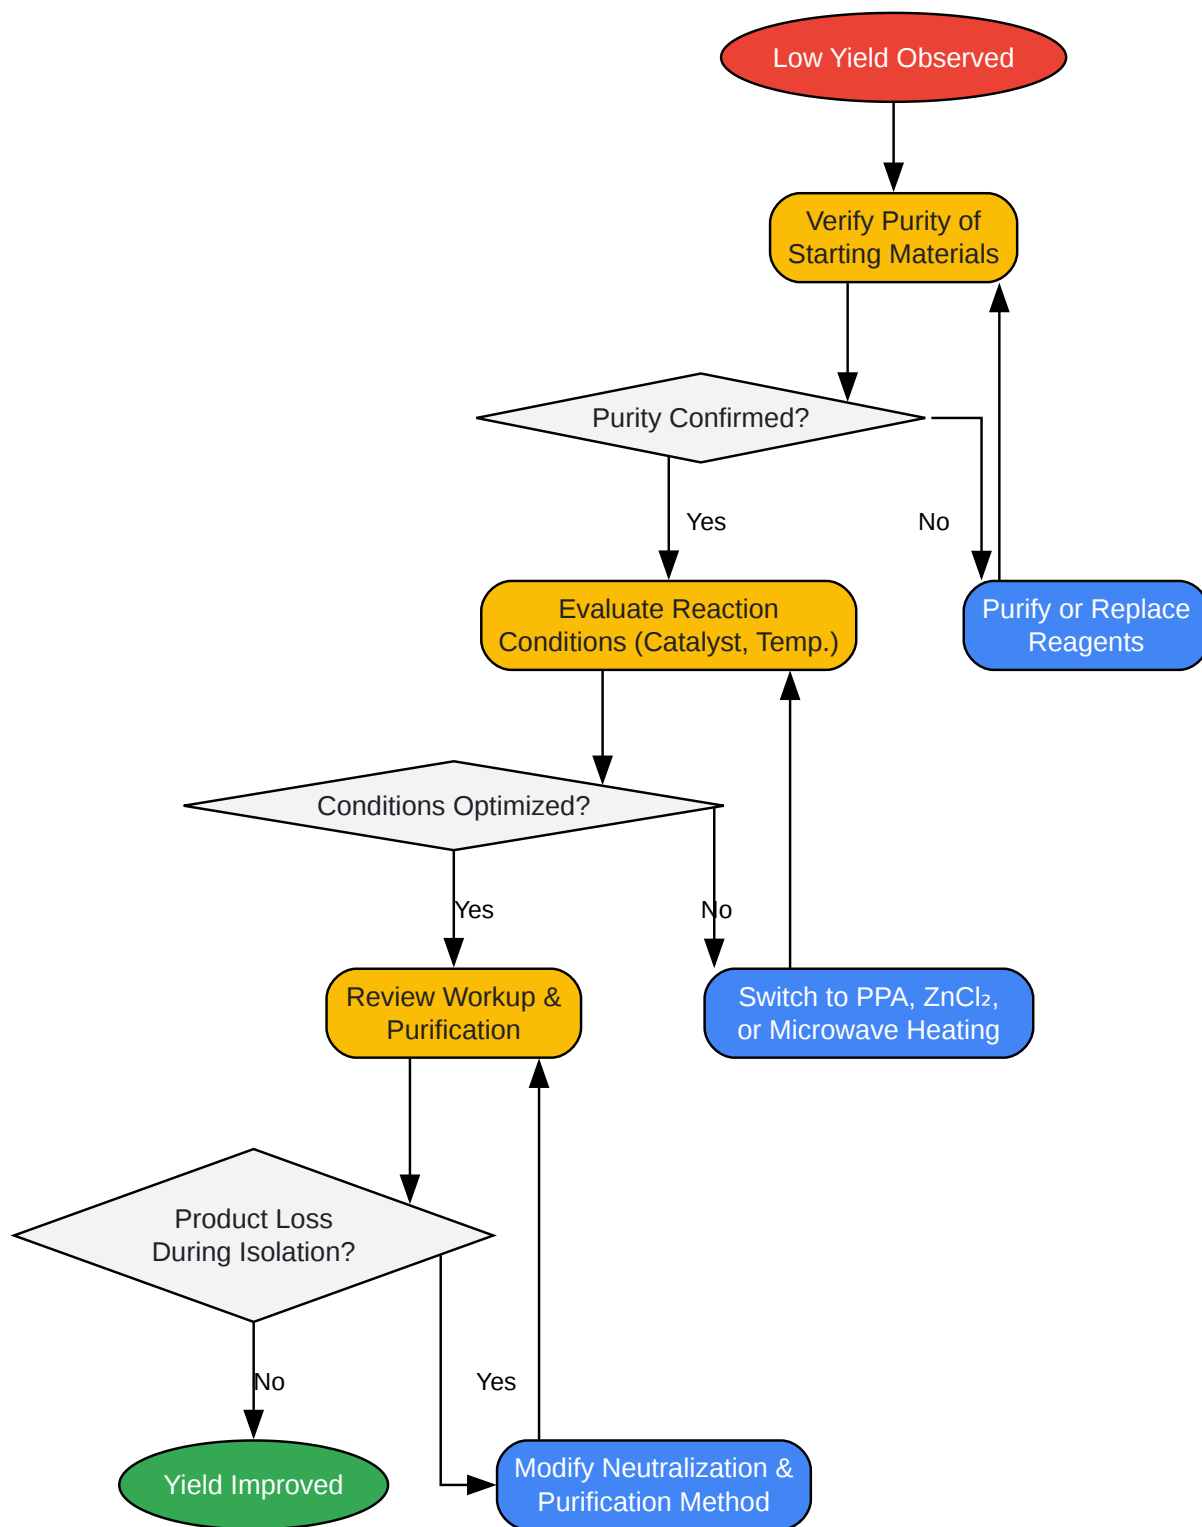 Low Yield Observed
Verify Purity of
Starting Materials
Purity Confirmed?
Yes
No
Evaluate Reaction
Conditions (Catalyst, Temp.)
Purify or Replace
Reagents
Conditions Optimized?
Yes
No
Review Workup &
Purification
Switch to PPA, ZnCl₂,
or Microwave Heating
Product Loss
During Isolation?
No
Yes
Yield Improved
Modify Neutralization &
Purification Method